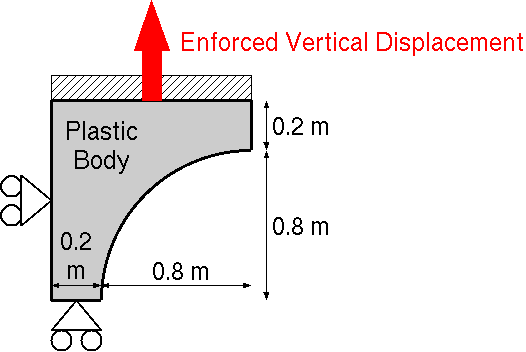 Enforced Vertical Displacement
Plastic
Body
0.2 m
0.2
m
0.8 m
0.8 m